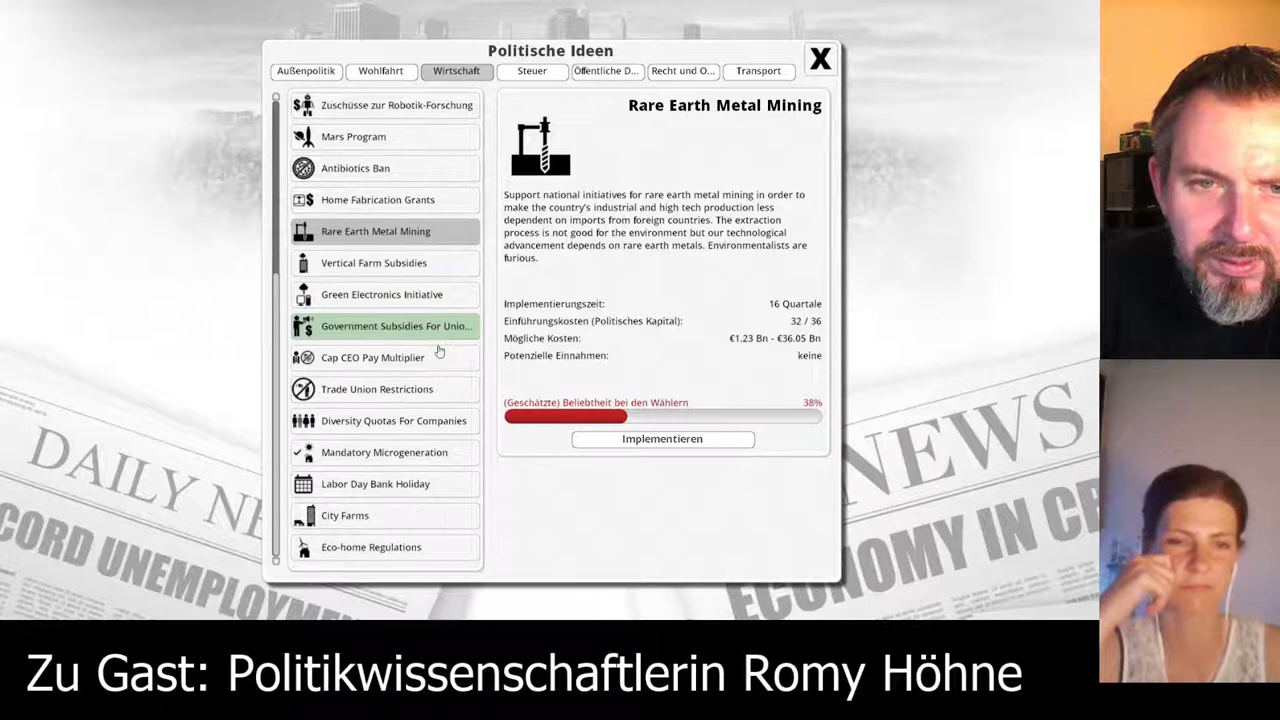 Politische Ideen
X
Außenpolitik
Wohlfahrt
Wirtschaft
Steuer
Öffentliche D...
Recht und O...
Transport
Zuschüsse zur Robotik-Forschung
Mars Program
Antibiotics Ban
Home Fabrication Grants
Rare Earth Metal Mining
Vertical Farm Subsidies
Green Electronics Initiative
Government Subsidies For Unio...
Cap CEO Pay Multiplier
Trade Union Restrictions
Diversity Quotas For Companies
Mandatory Microgeneration
Labor Day Bank Holiday
City Farms
Eco-home Regulations
Rare Earth Metal Mining
Support national initiatives for rare earth metal mining in order to
make the country's industrial and high tech production less
dependent on imports from foreign countries. The extraction
process is not good for the environment but our technological
advancement depends on rare earth metals. Environmentalists are
furious.
Implementierungszeit: 16 Quartale
Einführungskosten (Politisches Kapital): 32 / 36
Mögliche Kosten: €1.23 Bn - €36.05 Bn
Potenzielle Einnahmen: keine
(Geschätzte) Beliebtheit bei den Wählern 38%
Implementieren
DAILY NE
CORD UNEMPLOYME
NEWS
ECONOMY IN CR
Zu Gast: Politikwissenschaftlerin Romy Höhne